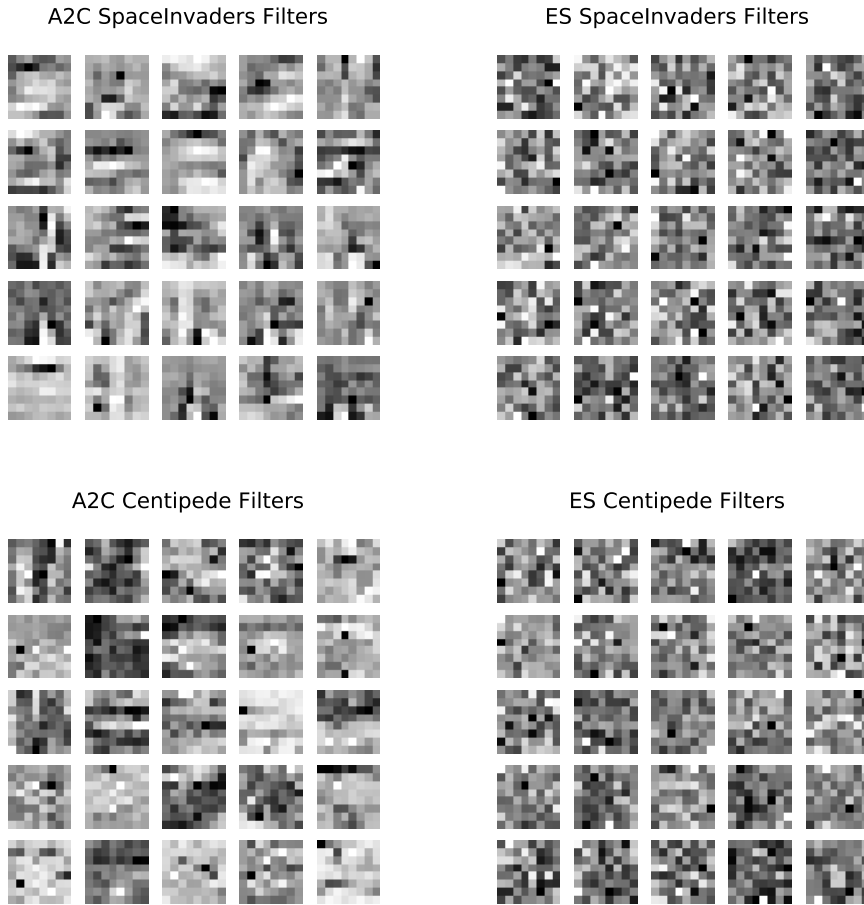 A2C SpaceInvaders Filters
ES SpaceInvaders Filters
A2C Centipede Filters
ES Centipede Filters